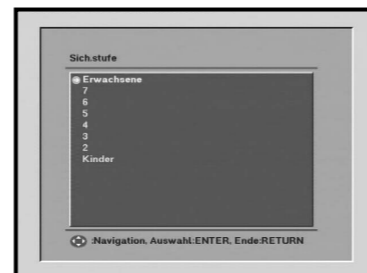 Sich.stufe
Erwachsene
7
6
5
4
3
2
Kinder
:Navigation, Auswahl:ENTER, Ende:RETURN